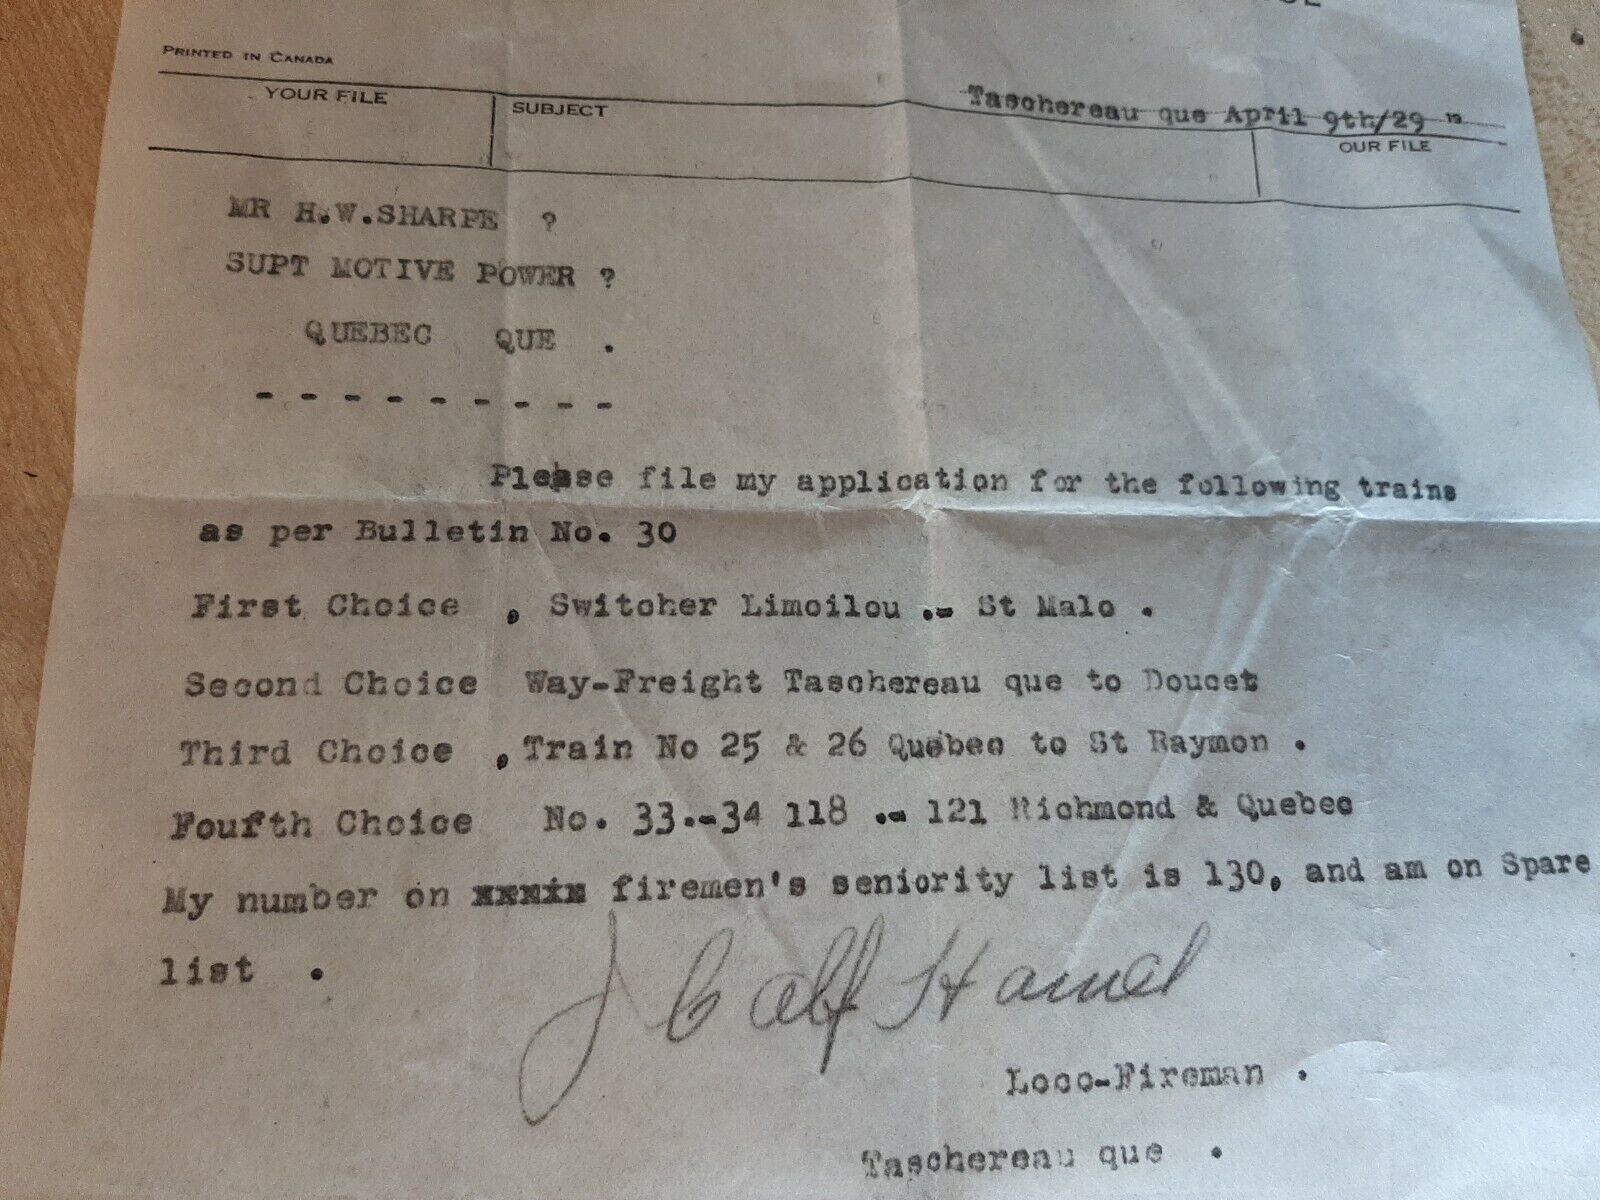 PRINTED IN CANADA
YOUR FILE
SUBJECT
Taschereau que April 9th/29 19
OUR FILE
MR H.W.SHARPE ?
SUPT MOTIVE POWER ?
QUEBEC QUE .
- - - - - - - - -
Please file my application for the following trains
as per Bulletin No. 30
First Choice , Switcher Limoilou .- St Malo .
Second Choice Way-Freight Taschereau que to Doucet
Third Choice , Train No 25 & 26 Quebec to St Raymon .
Fourth Choice No. 33.-34 118 .- 121 Richmond & Quebec
My number on firemen's seniority list is 130, and am on Spare
list .
J Hamel
Loco-Fireman .
Taschereau que .